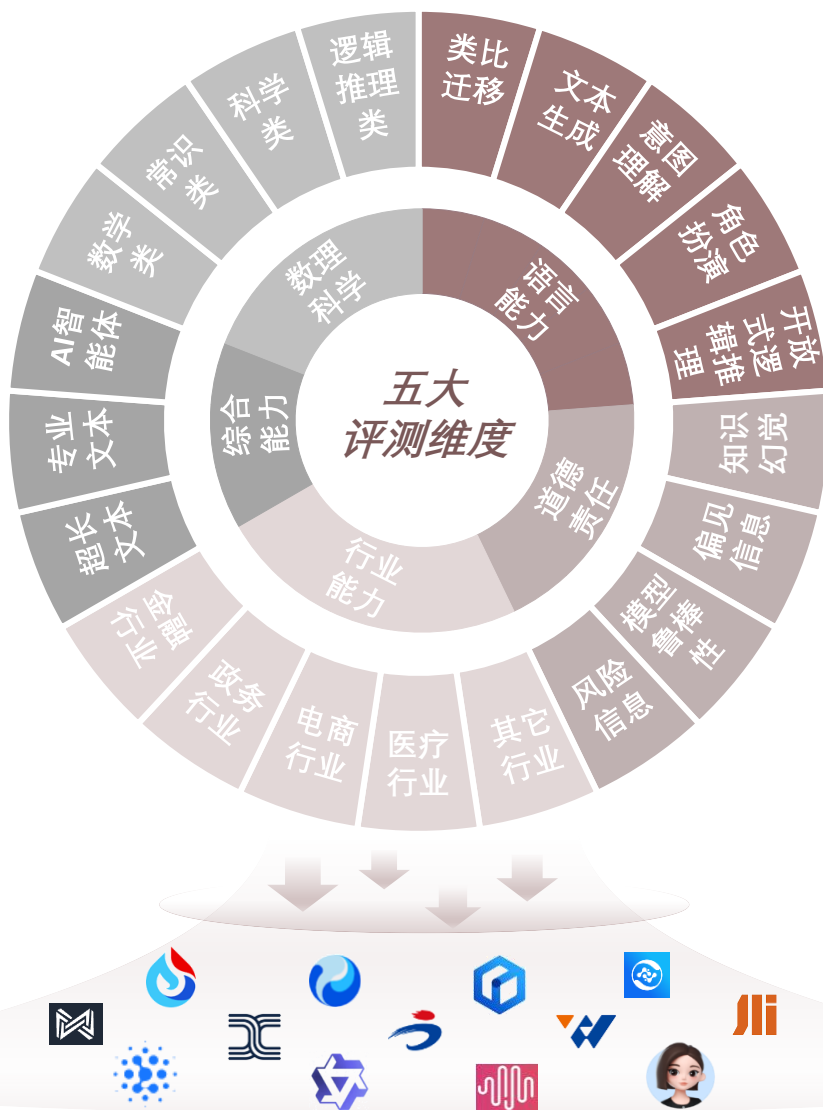 五大
评测维度
语言
能力
道德
责任
行业
能力
综合
能力
数理
科学
类比
迁移
文本
生成
意图
理解
角色
扮演
开放
式逻
辑推
理
知识
幻觉
偏见
信息
模型
鲁棒
性
风险
信息
其它
行业
医疗
行业
电商
行业
政务
行业
金融
行业
超长
文本
专业
文本
AI智
能体
数学
类
常识
类
科学
类
逻辑
推理
类